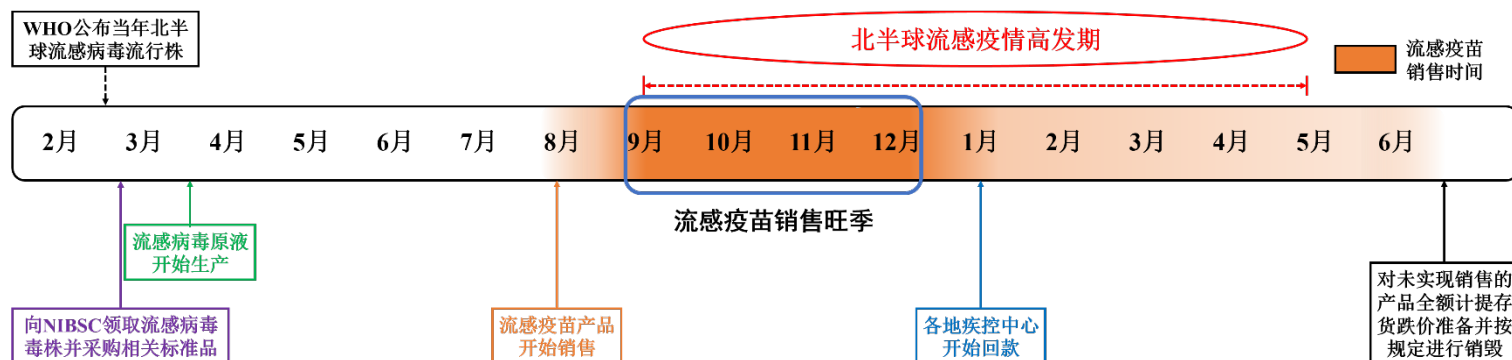 WHO公布当年北半
球流感病毒流行株
北半球流感疫情高发期
流感疫苗
销售时间
2月 3月 4月 5月 6月 7月 8月 9月 10月 11月 12月 1月 2月 3月 4月 5月 6月
流感疫苗销售旺季
流感病毒原液
开始生产
向NIBSC领取流感病毒
毒株并采购相关标准品
流感疫苗产品
开始销售
各地疾控中心
开始回款
对未实现销售的
产品全额计提存
货跌价准备并按
规定进行销毁